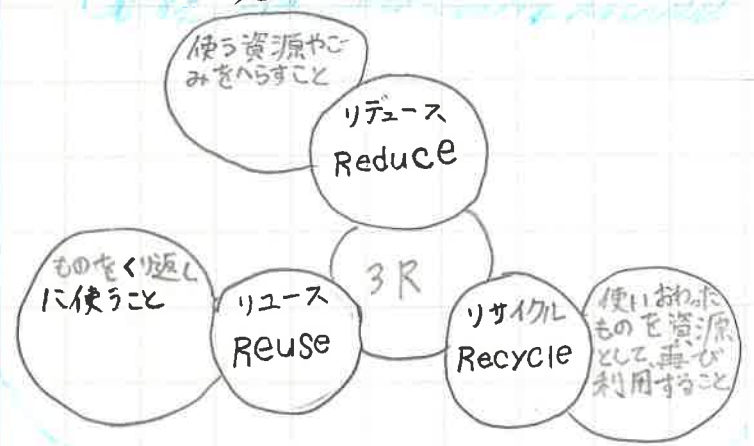 使う資源やご
みをへらすこと
リデュース
Reduce
3R
ものをくり返し
に使うこと
リユース
Reuse
リサイクル
Recycle
使いおわった
ものを資源
として、再び
利用すること